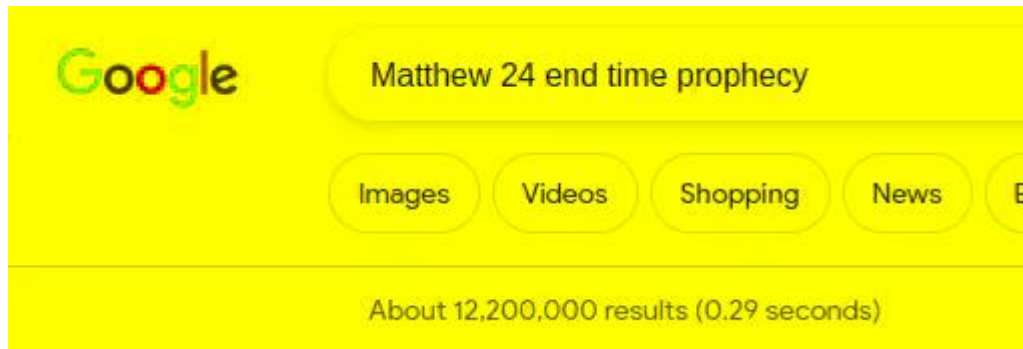 Google
Matthew 24 end time prophecy
Images Videos Shopping News
About 12,200,000 results (0.29 seconds)